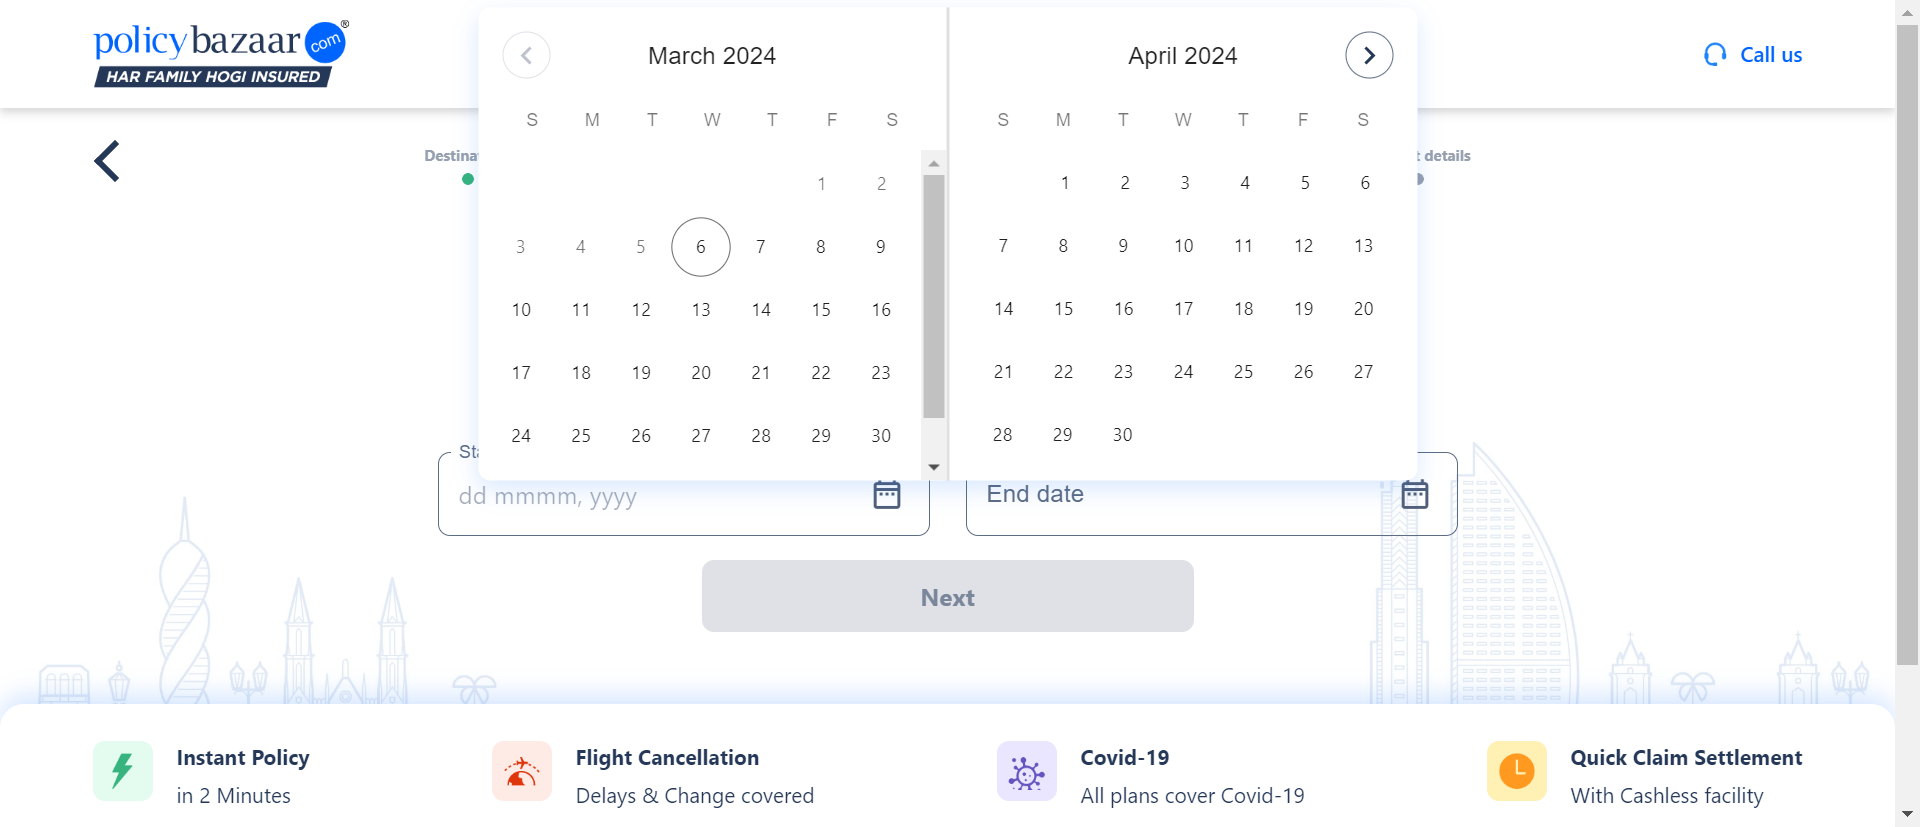 policybazaar.com®
HAR FAMILY HOGI INSURED
Call us
March 2024
S M T W T F S
1 2
3 4 5 6 7 8 9
10 11 12 13 14 15 16
17 18 19 20 21 22 23
24 25 26 27 28 29 30
April 2024
S M T W T F S
1 2 3 4 5 6
7 8 9 10 11 12 13
14 15 16 17 18 19 20
21 22 23 24 25 26 27
28 29 30
details
dd mmmm, yyyy
End date
Next
Instant Policy
in 2 Minutes
Flight Cancellation
Delays & Change covered
Covid-19
All plans cover Covid-19
Quick Claim Settlement
With Cashless facility